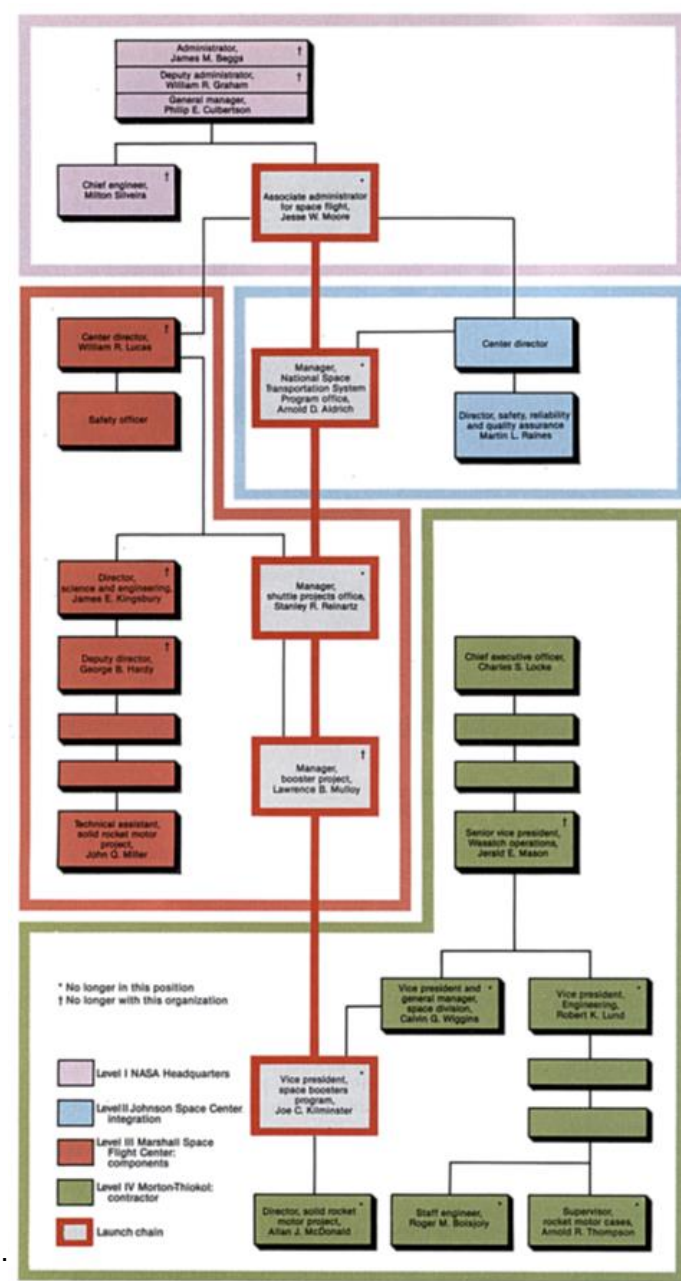 Administrator, †
James M. Beggs
Deputy administrator, †
William R. Graham
General manager,
Philip E. Culbertson
Chief engineer, †
Milton Silveira
*
Associate administrator
for space flight,
Jesse W. Moore
Center director, †
William R. Lucas
Safety officer
*
Manager,
National Space
Transportation System
Program office,
Arnold D. Aldrich
Center director
Director, safety, reliability
and quality assurance
Martin L. Raines
†
Director,
science and engineering,
James E. Kingsbury
*
Manager,
shuttle projects office,
Stanley R. Reinartz
Deputy director, †
George B. Hardy
Chief executive officer,
Charles S. Locke
†
Manager,
booster project,
Lawrence B. Mulloy
Technical assistant,
solid rocket motor
project,
John Q. Miller
†
Senior vice president,
Wasatch operations,
Jerald E. Mason
* No longer in this position
† No longer with this organization
Vice president and *
general manager,
space division,
Calvin G. Wiggins
*
Vice president,
Engineering,
Robert K. Lund
Level I NASA Headquarters
Level II Johnson Space Center
integration
Level III Marshall Space
Flight Center:
components
Level IV Morton-Thiokol:
contractor
Launch chain
*
Vice president,
space boosters
program,
Joe C. Kilminster
*
Director, solid rocket
motor project,
Allan J. McDonald
*
Staff engineer,
Roger M. Boisjoly
*
Supervisor,
rocket motor cases,
Arnold R. Thompson
.